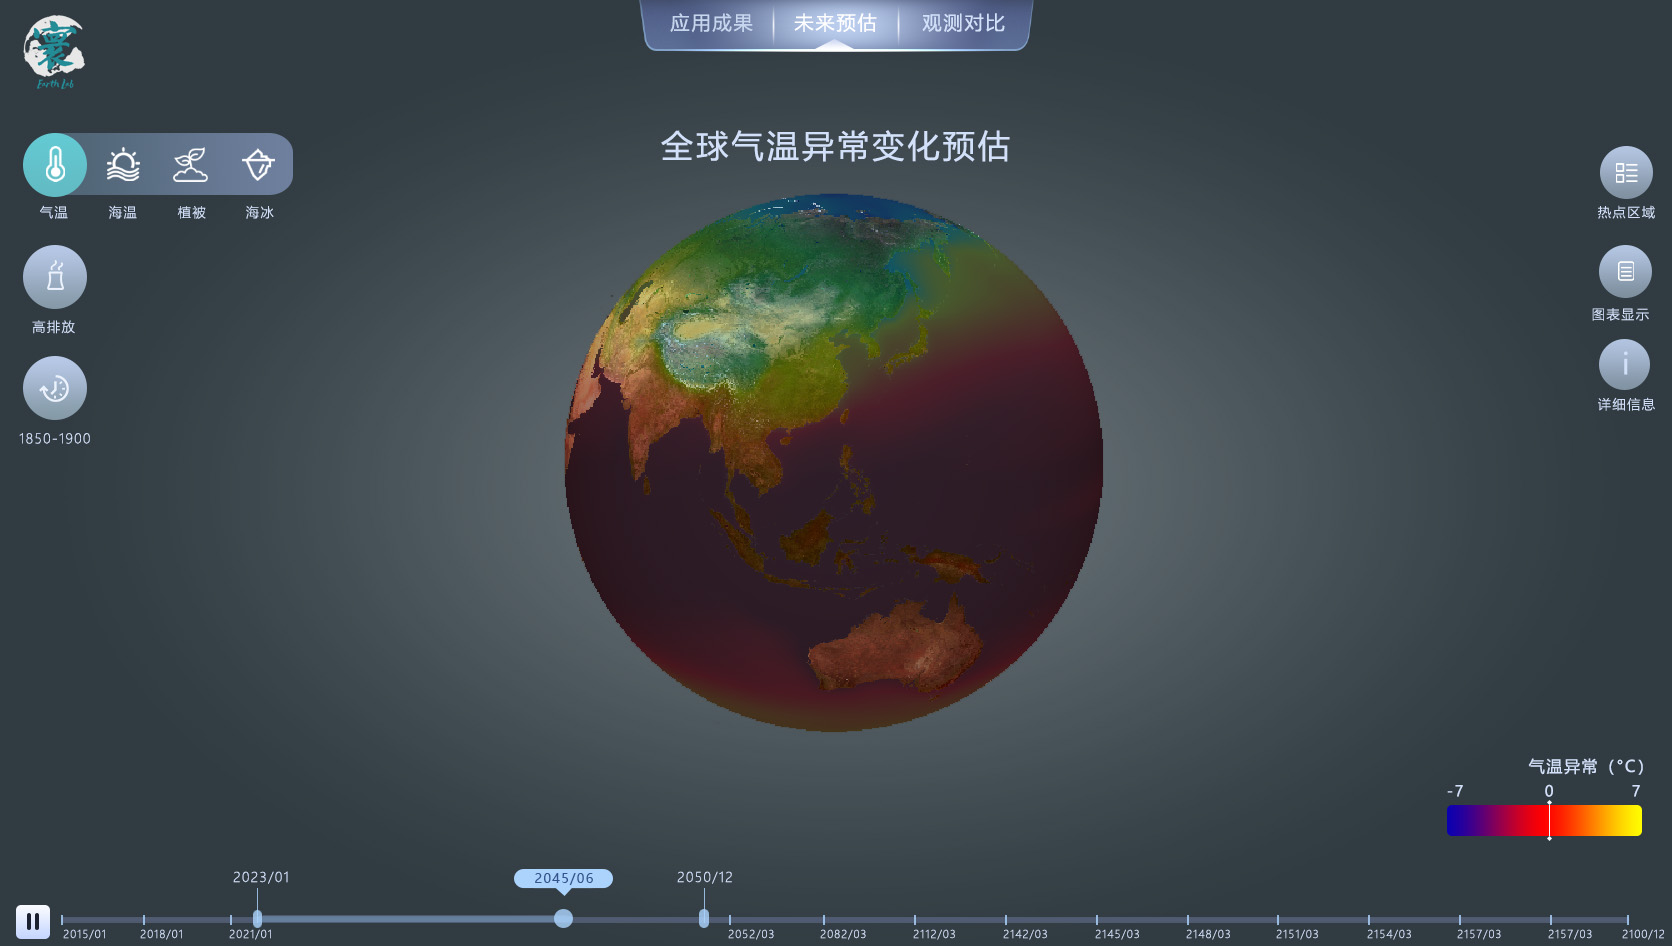 应用成果
未来预估
观测对比
寰
Earth Lab
全球气温异常变化预估
气温
海温
植被
海冰
高排放
1850-1900
热点区域
图表显示
详细信息
气温异常（°C）
-7
0
7
2023/01
2045/06
2050/12
2015/01
2018/01
2021/01
2052/03
2082/03
2112/03
2142/03
2145/03
2148/03
2151/03
2154/03
2157/03
2157/03
2100/12